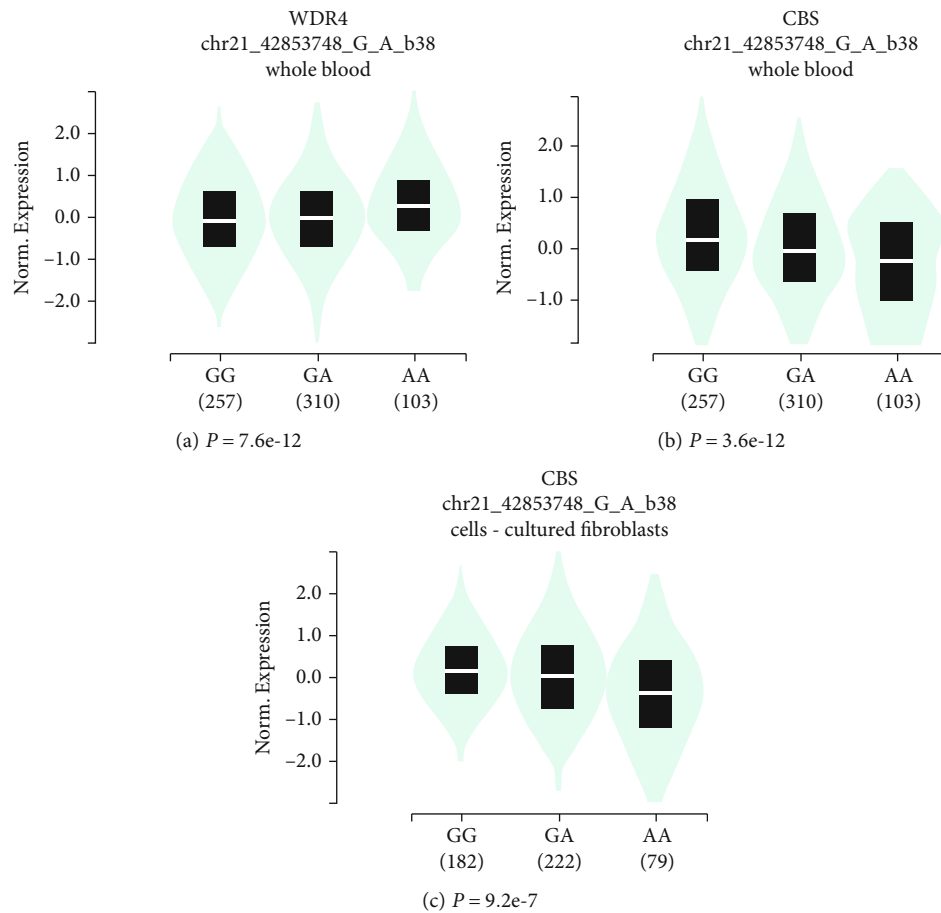 WDR4
chr21_42853748_G_A_b38
whole blood
Norm. Expression
2.0
1.0
0.0
–1.0
–2.0
GG
GA
AA
(257)
(310)
(103)
(a) P = 7.6e-12
CBS
chr21_42853748_G_A_b38
whole blood
Norm. Expression
2.0
1.0
0.0
–1.0
GG
GA
AA
(257)
(310)
(103)
(b) P = 3.6e-12
CBS
chr21_42853748_G_A_b38
cells - cultured fibroblasts
Norm. Expression
2.0
1.0
0.0
–1.0
–2.0
GG
GA
AA
(182)
(222)
(79)
(c) P = 9.2e-7